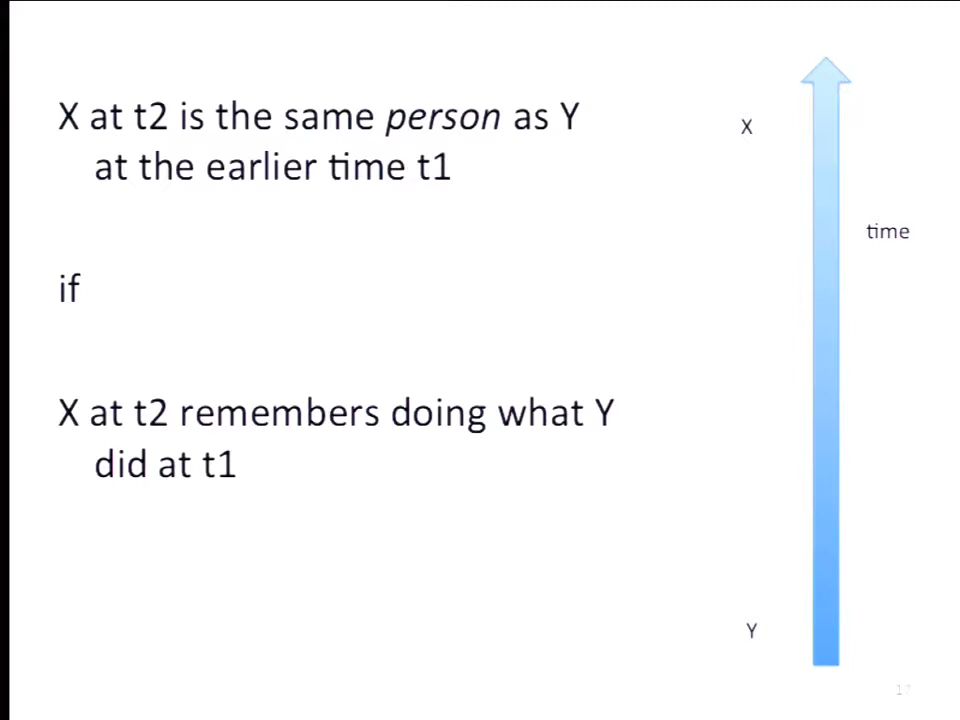 X at t2 is the same person as Y
at the earlier time t1
if
X at t2 remembers doing what Y
did at t1
X
time
Y
17